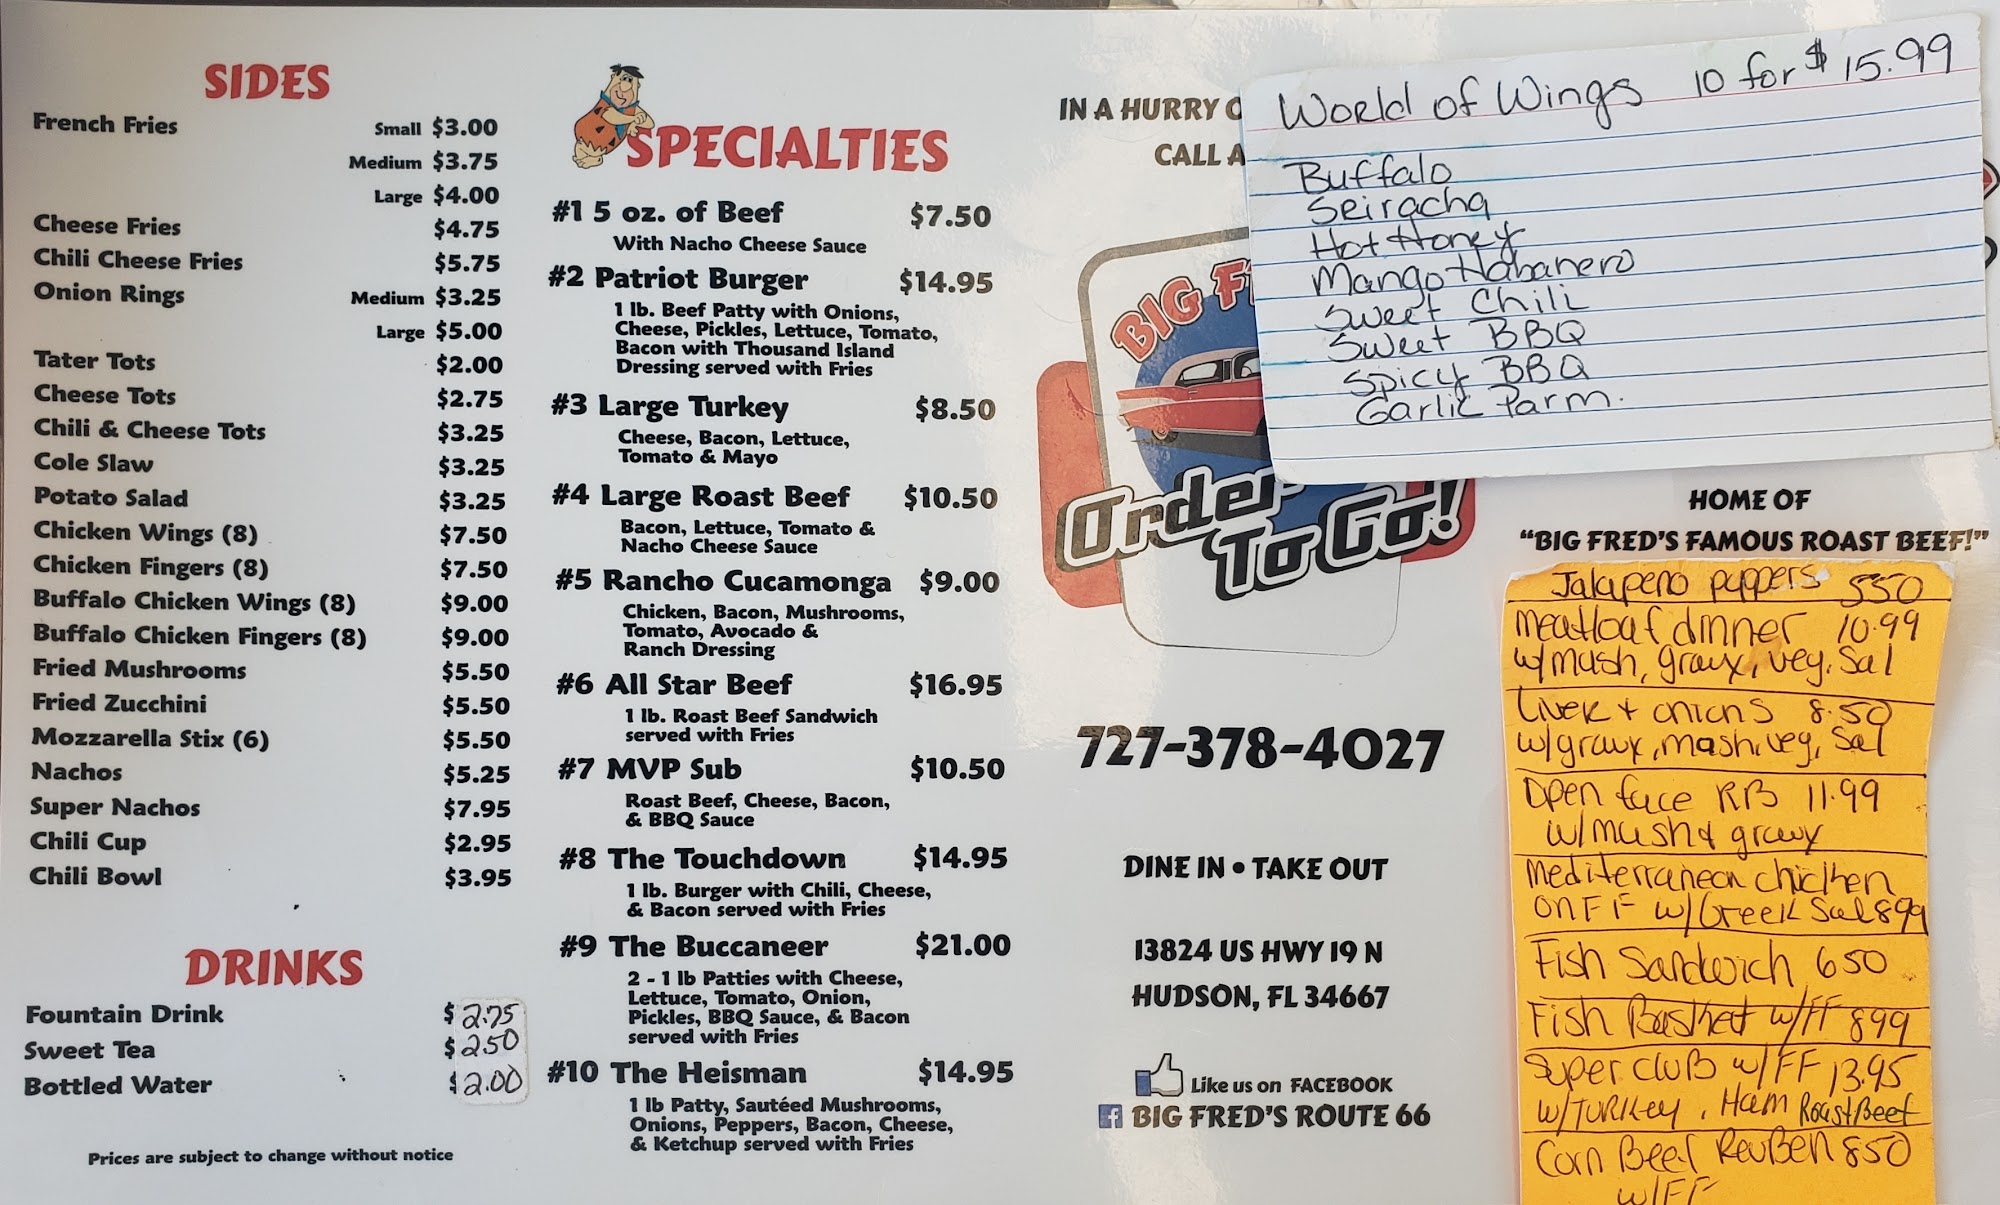 SIDES
French Fries Small $3.00
Medium $3.75
Large $4.00
Cheese Fries $4.75
Chili Cheese Fries $5.75
Onion Rings Medium $3.25
Large $5.00
Tater Tots $2.00
Cheese Tots $2.75
Chili & Cheese Tots $3.25
Cole Slaw $3.25
Potato Salad $3.25
Chicken Wings (8) $7.50
Chicken Fingers (8) $7.50
Buffalo Chicken Wings (8) $9.00
Buffalo Chicken Fingers (8) $9.00
Fried Mushrooms $5.50
Fried Zucchini $5.50
Mozzarella Stix (6) $5.50
Nachos $5.25
Super Nachos $7.95
Chili Cup $2.95
Chili Bowl $3.95
DRINKS
Fountain Drink $2.75
Sweet Tea $2.50
Bottled Water $2.00
Prices are subject to change without notice
SPECIALTIES
#1 5 oz. of Beef $7.50
With Nacho Cheese Sauce
#2 Patriot Burger $14.95
1 lb. Beef Patty with Onions,
Cheese, Pickles, Lettuce, Tomato,
Bacon with Thousand Island
Dressing served with Fries
#3 Large Turkey $8.50
Cheese, Bacon, Lettuce,
Tomato & Mayo
#4 Large Roast Beef $10.50
Bacon, Lettuce, Tomato &
Nacho Cheese Sauce
#5 Rancho Cucamonga $9.00
Chicken, Bacon, Mushrooms,
Tomato, Avocado &
Ranch Dressing
#6 All Star Beef $16.95
1 lb. Roast Beef Sandwich
served with Fries
#7 MVP Sub $10.50
Roast Beef, Cheese, Bacon,
& BBQ Sauce
#8 The Touchdown $14.95
1 lb. Burger with Chili, Cheese,
& Bacon served with Fries
#9 The Buccaneer $21.00
2 - 1 lb Patties with Cheese,
Lettuce, Tomato, Onion,
Pickles, BBQ Sauce, & Bacon
served with Fries
#10 The Heisman $14.95
1 lb Patty, Sautéed Mushrooms,
Onions, Peppers, Bacon, Cheese,
& Ketchup served with Fries
IN A HURRY
CALL A
BIG
Order
To Go!
727-378-4027
DINE IN • TAKE OUT
13824 US HWY 19 N
HUDSON, FL 34667
Like us on FACEBOOK
f BIG FRED'S ROUTE 66
World of Wings 10 for $15.99
Buffalo
Seiracha
Hot Honey
Mango Habanero
Sweet Chili
Sweet BBQ
Spicy BBQ
Garlic Parm.
HOME OF
"BIG FRED'S FAMOUS ROAST BEEF!"
Jalapeno puppers 550
Meatloaf dinner 10.99
w/mash, gravy, veg, Sal
Liver + onions 8.50
w/gravy, mash, veg, Sal
Open face RB 11.99
w/mush & gravy
Mediterranean chicken
on FF w/Greek Sal 899
Fish Sandwich 650
Fish Basket w/FF 899
Super CluB w/FF 13.95
w/TURKey, Ham RoastBeef
Corn Beef ReuBen 850
w/FF